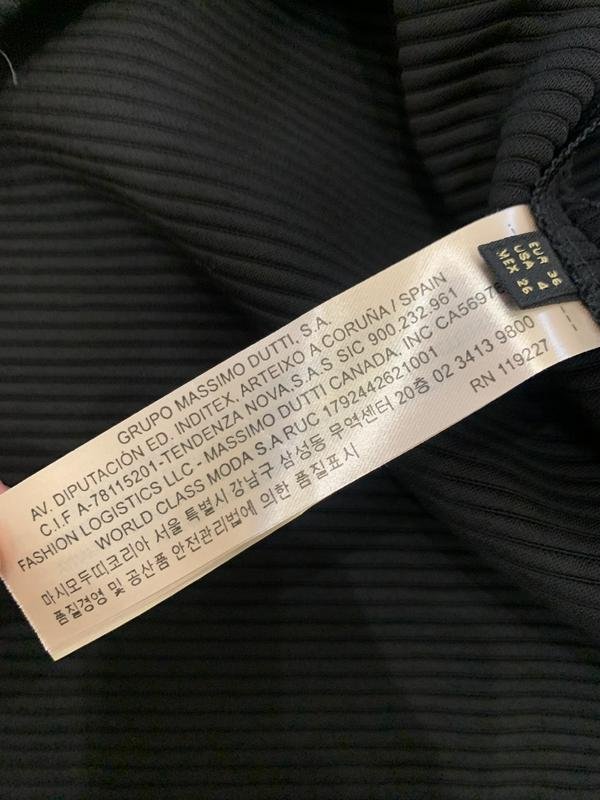 GRUPO MASSIMO DUTTI, S.A.
AV. DIPUTACIÓN ED. INDITEX, ARTEIXO A CORUÑA / SPAIN
C.I.F A-78115201-TENDENZA NOVA.S.A.S SIC 900.232.961
FASHION LOGISTICS LLC - MASSIMO DUTTI CANADA. INC
WORLD CLASS MODA S.A RUC 1792442621001
마시모두띠코리아 서울 특별시 강남구 삼성동 무역센터 20층 02 3413 9800
품질경영 및 공산품 안전관리법에 의한 품질표시
RN 119227
EUR 36
USA 4
MEX 26